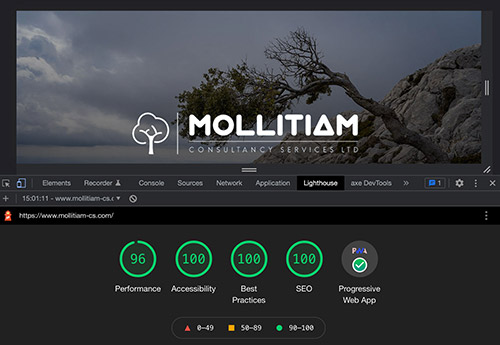 MOLLITIAM
CONSULTANCY SERVICES LTD
Elements Recorder Console Sources Network Application Lighthouse axe DevTools » 1
15:01:11 - www.mollitiam-cs.c
https://www.mollitiam-cs.com/
96 100 100 100 PWA
Performance Accessibility Best Practices SEO Progressive Web App
0–49 50–89 90–100